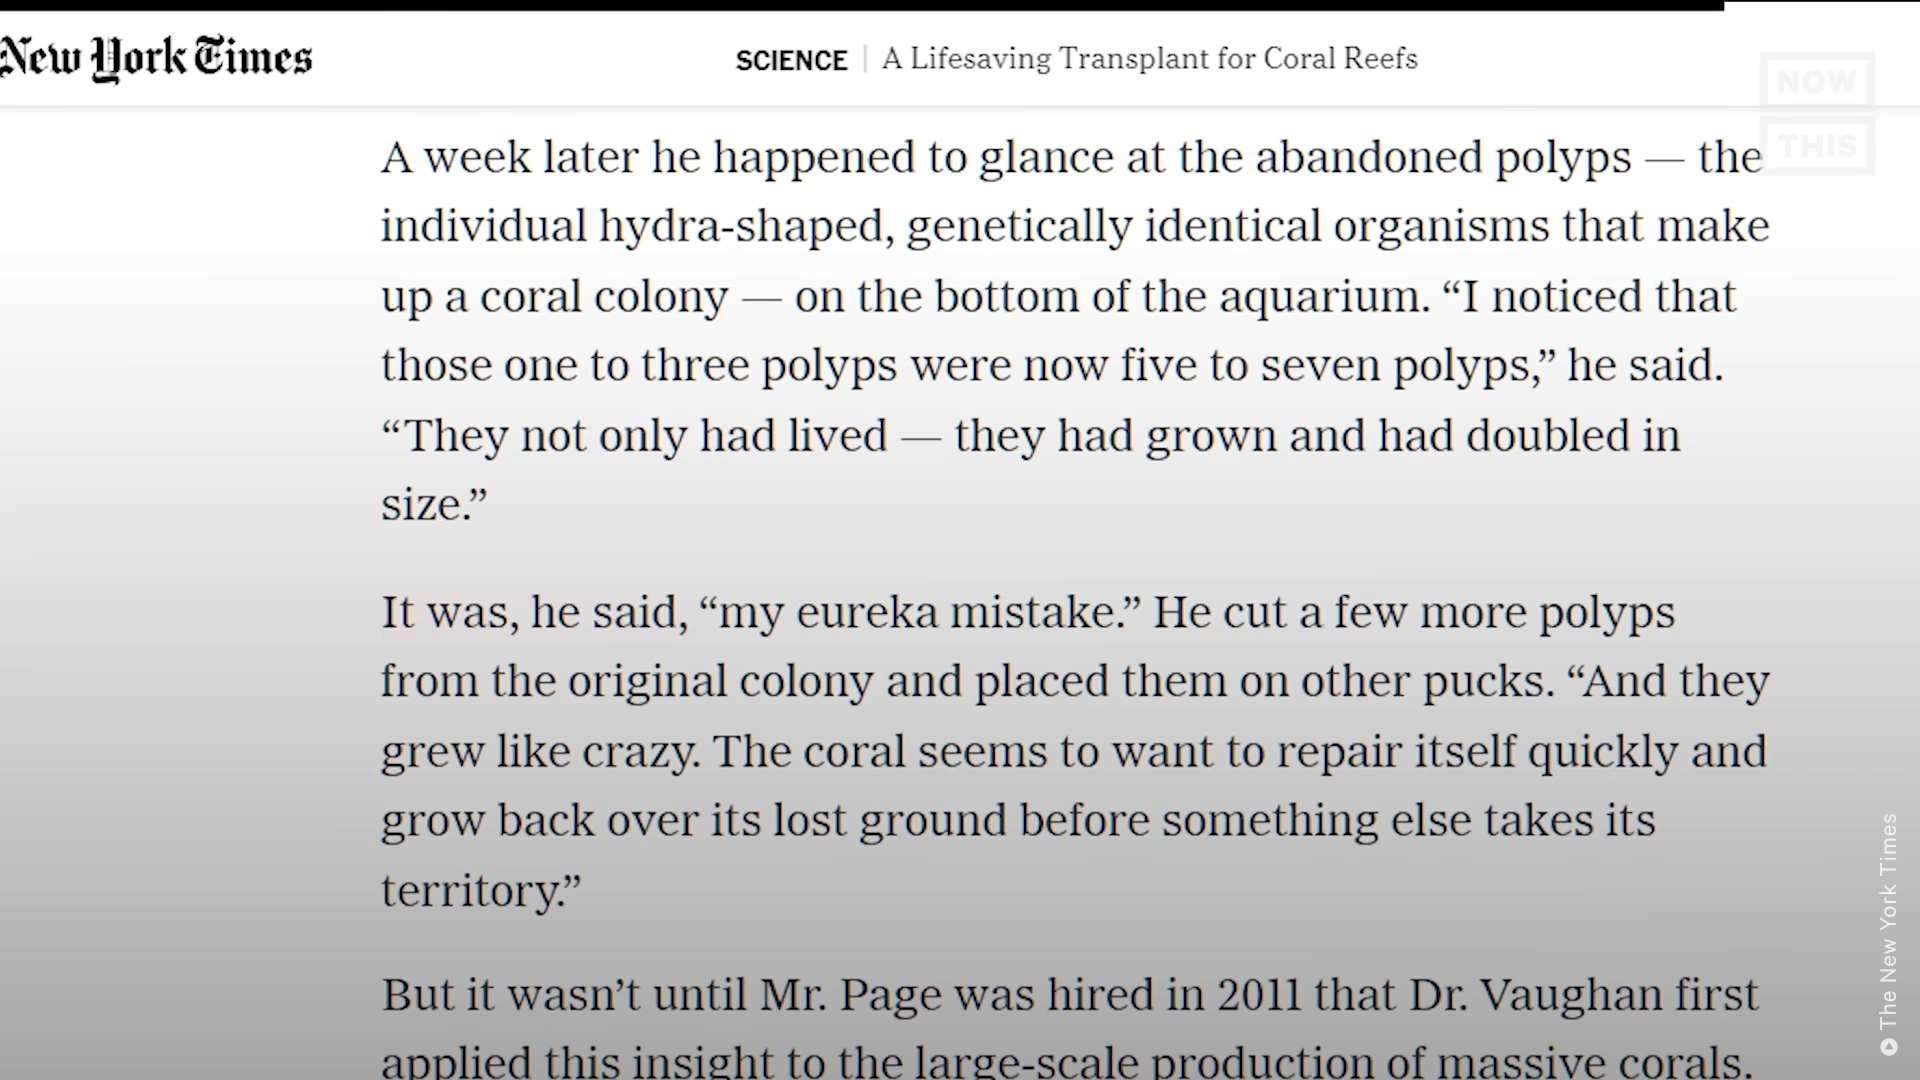 New York Times
SCIENCE | A Lifesaving Transplant for Coral Reefs
NOW
THIS
A week later he happened to glance at the abandoned polyps — the
individual hydra-shaped, genetically identical organisms that make
up a coral colony — on the bottom of the aquarium. “I noticed that
those one to three polyps were now five to seven polyps,” he said.
“They not only had lived — they had grown and had doubled in
size.”
It was, he said, “my eureka mistake.” He cut a few more polyps
from the original colony and placed them on other pucks. “And they
grew like crazy. The coral seems to want to repair itself quickly and
grow back over its lost ground before something else takes its
territory.”
But it wasn’t until Mr. Page was hired in 2011 that Dr. Vaughan first
applied this insight to the large-scale production of massive corals.
The New York Times